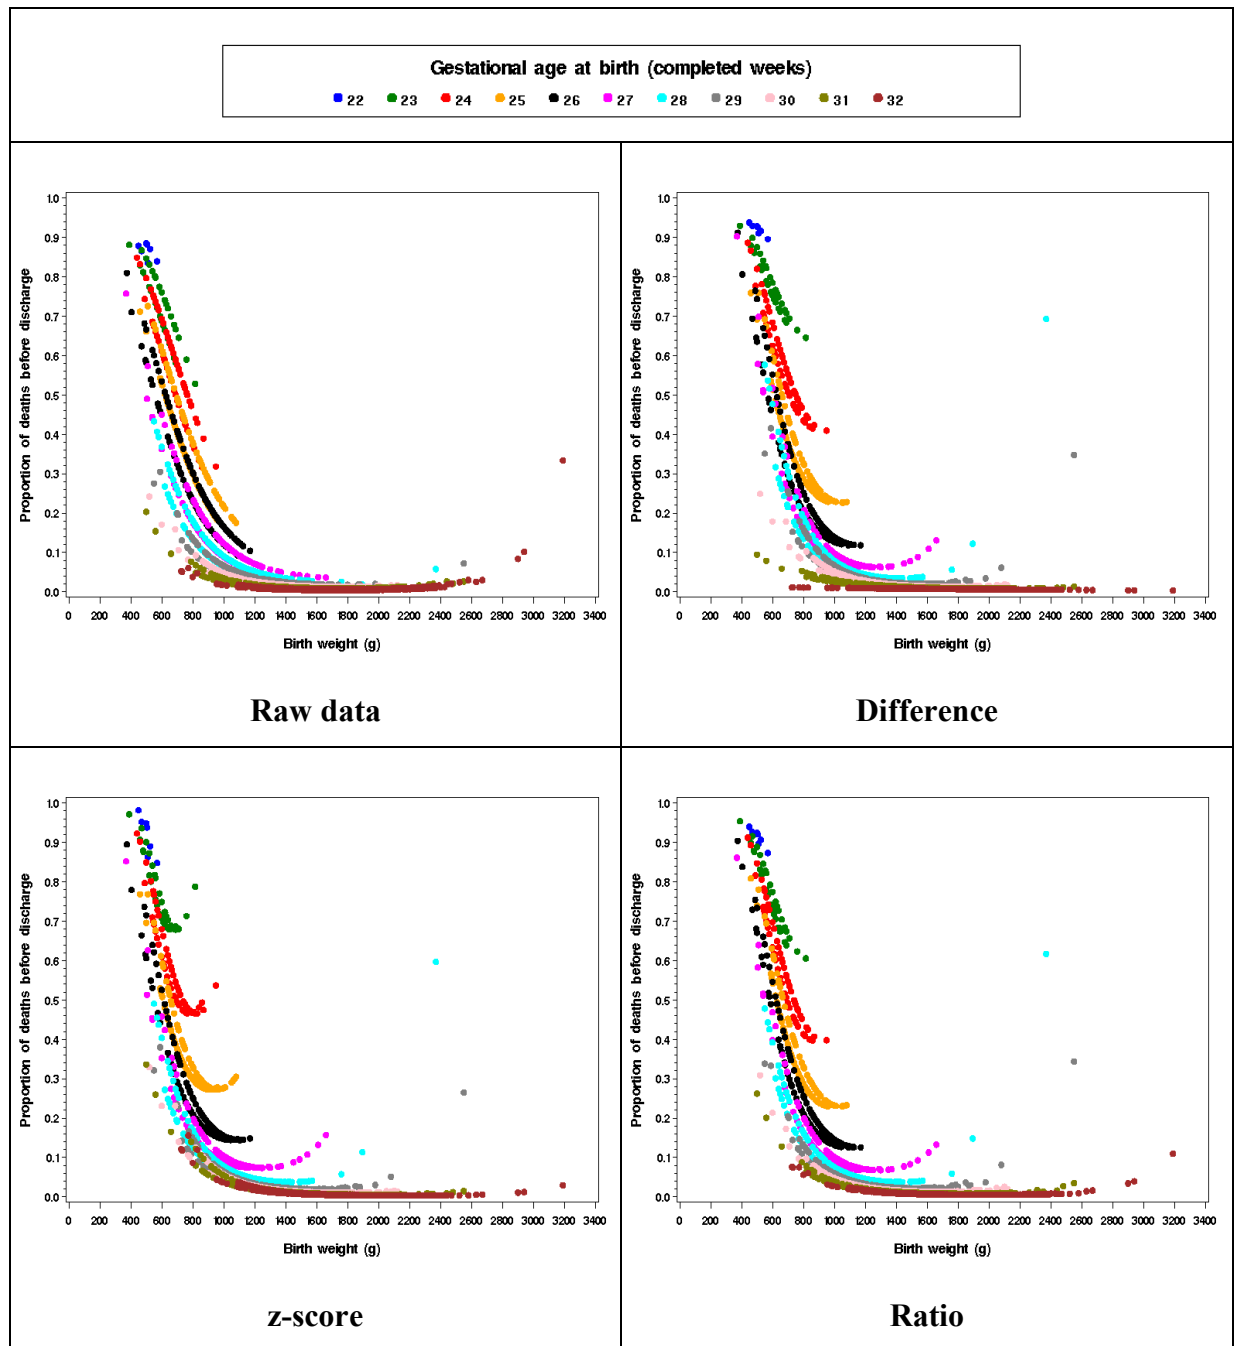 Gestational age at birth (completed weeks)
22 23 24 25 26 27 28 29 30 31 32
Proportion of deaths before discharge
1.0
0.9
0.8
0.7
0.6
0.5
0.4
0.3
0.2
0.1
0.0
0 200 400 600 800 1000 1200 1400 1600 1800 2000 2200 2400 2600 2800 3000 3200 3400
Birth weight (g)
Raw data
Proportion of deaths before discharge
1.0
0.9
0.8
0.7
0.6
0.5
0.4
0.3
0.2
0.1
0.0
0 200 400 600 800 1000 1200 1400 1600 1800 2000 2200 2400 2600 2800 3000 3200 3400
Birth weight (g)
Difference
Proportion of deaths before discharge
1.0
0.9
0.8
0.7
0.6
0.5
0.4
0.3
0.2
0.1
0.0
0 200 400 600 800 1000 1200 1400 1600 1800 2000 2200 2400 2600 2800 3000 3200 3400
Birth weight (g)
z-score
Proportion of deaths before discharge
1.0
0.9
0.8
0.7
0.6
0.5
0.4
0.3
0.2
0.1
0.0
0 200 400 600 800 1000 1200 1400 1600 1800 2000 2200 2400 2600 2800 3000 3200 3400
Birth weight (g)
Ratio